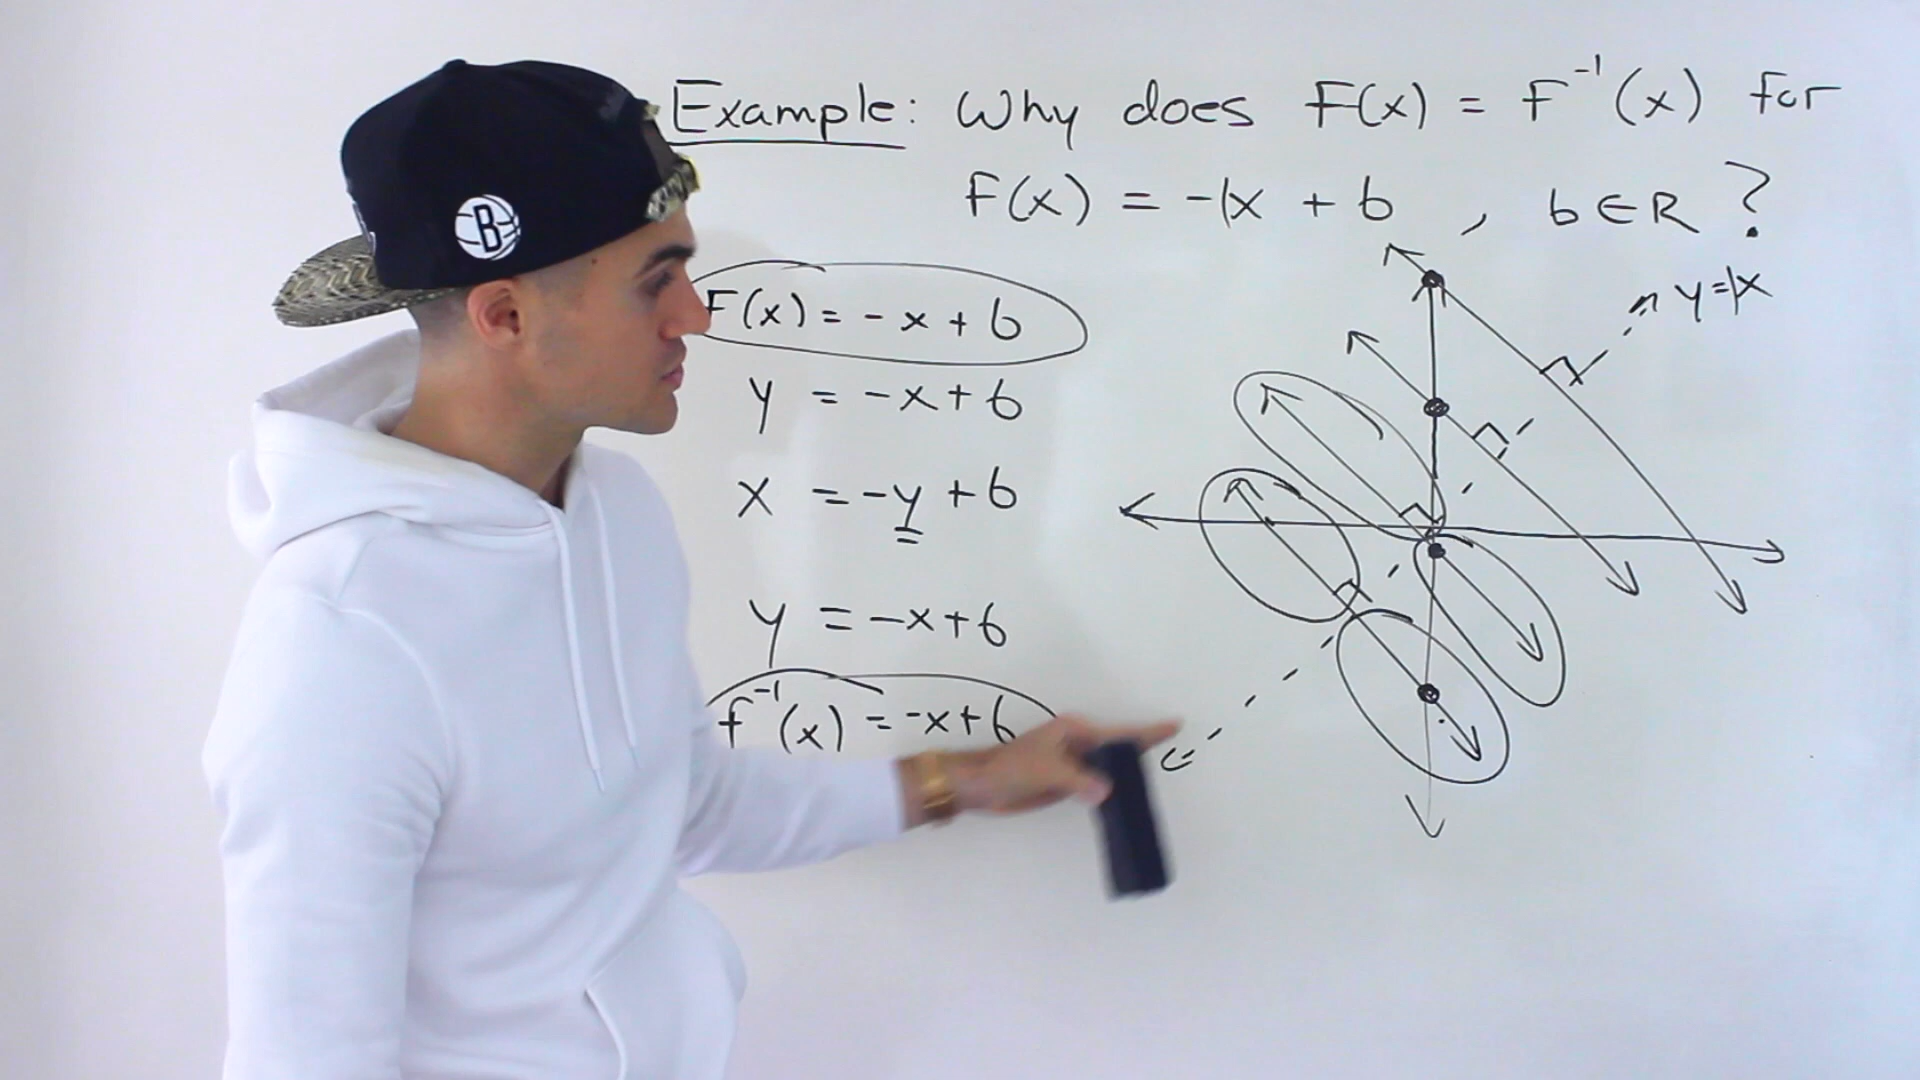 Example: Why does F(x) = F⁻¹(x) for
F(x) = -1x + b , b∈R ?
F(x) = -x + b
y = -x+b
x = -y+b
y = -x+b
f⁻¹(x) = -x+b
y=1x
B